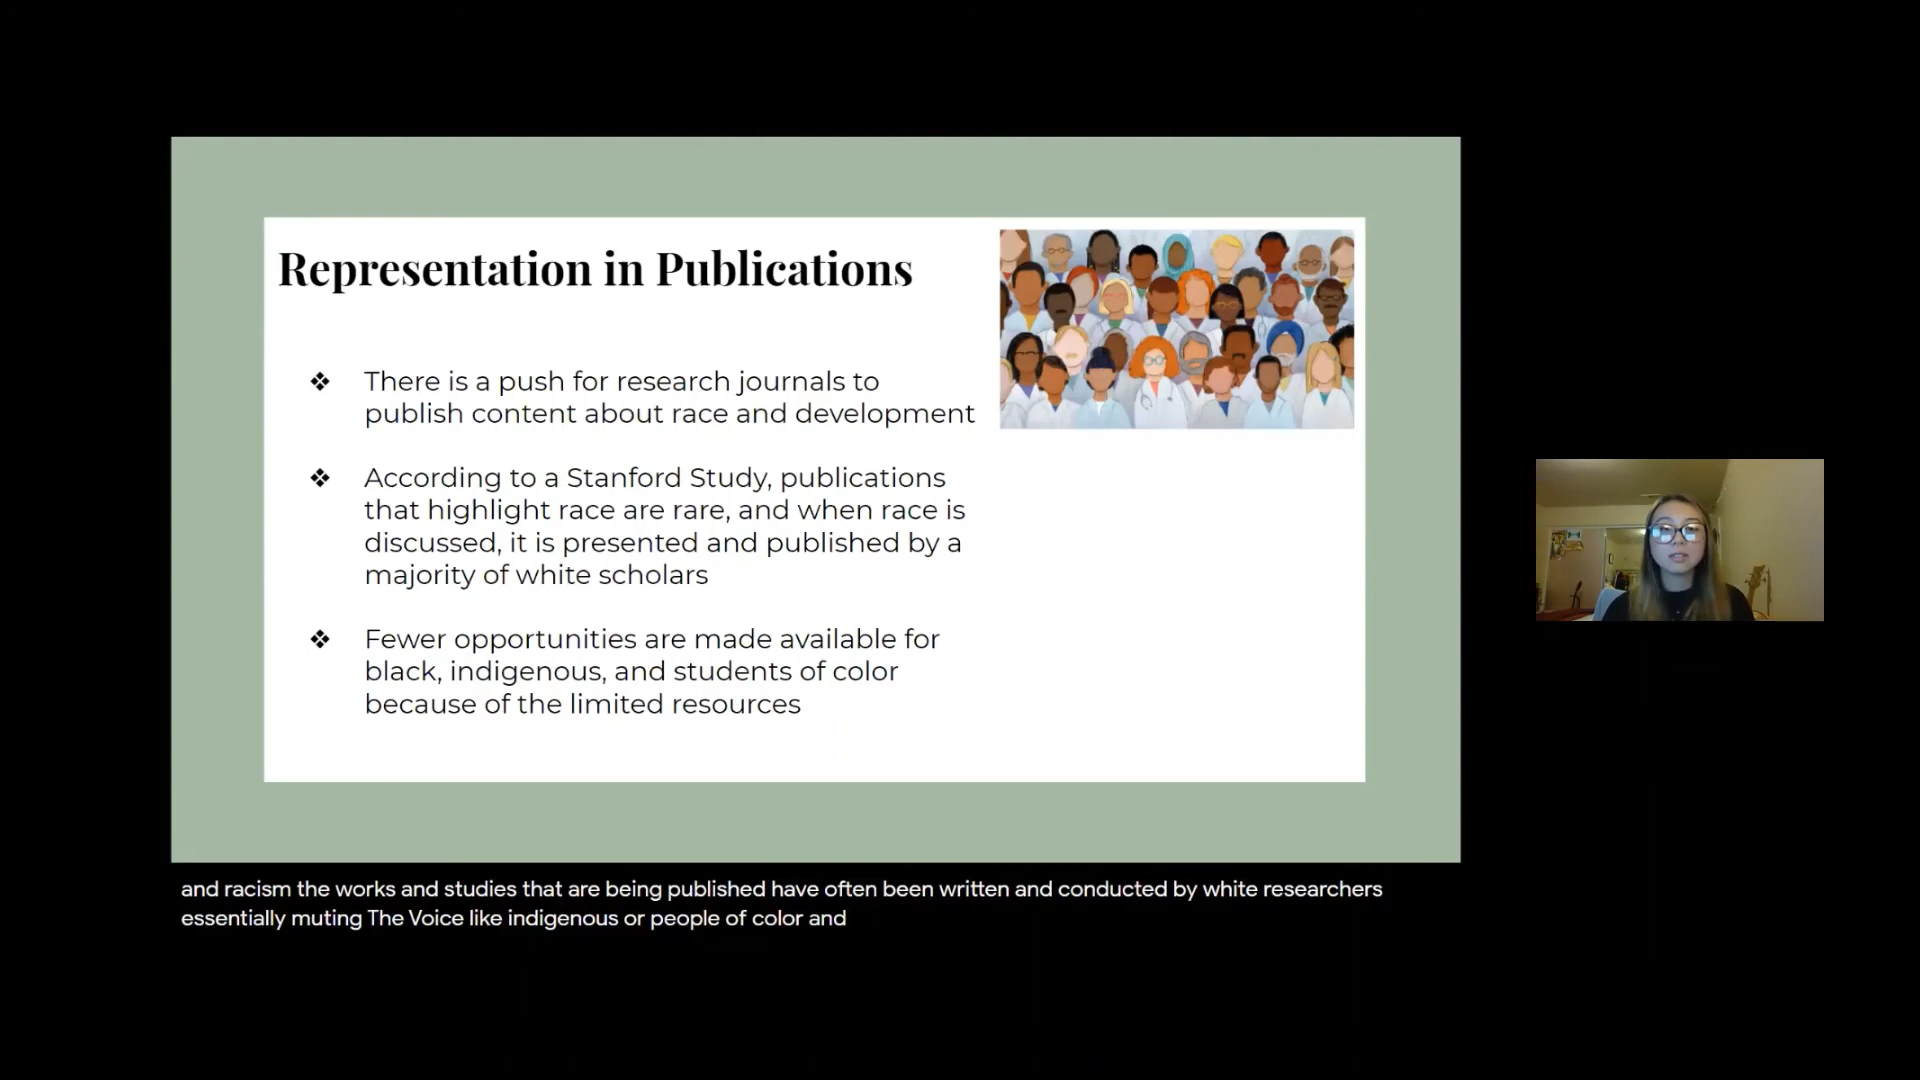 Representation in Publications
❖ There is a push for research journals to
publish content about race and development
❖ According to a Stanford Study, publications
that highlight race are rare, and when race is
discussed, it is presented and published by a
majority of white scholars
❖ Fewer opportunities are made available for
black, indigenous, and students of color
because of the limited resources
and racism the works and studies that are being published have often been written and conducted by white researchers
essentially muting The Voice like indigenous or people of color and